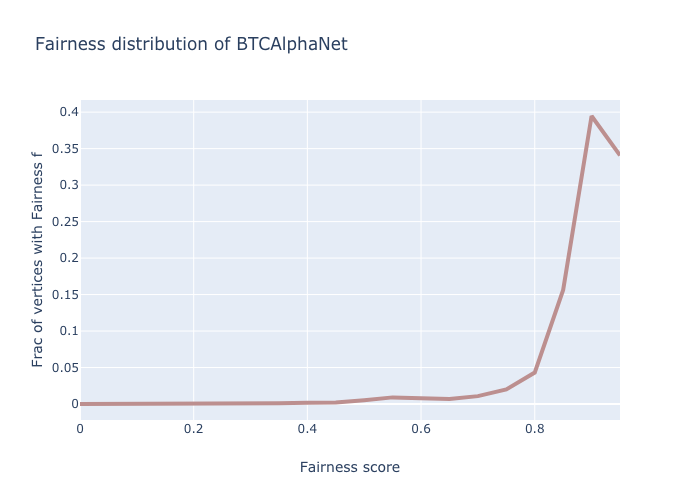 Fairness distribution of BTCAlphaNet
Frac of vertices with Fairness f
0.4
0.35
0.3
0.25
0.2
0.15
0.1
0.05
0
0 0.2 0.4 0.6 0.8
Fairness score